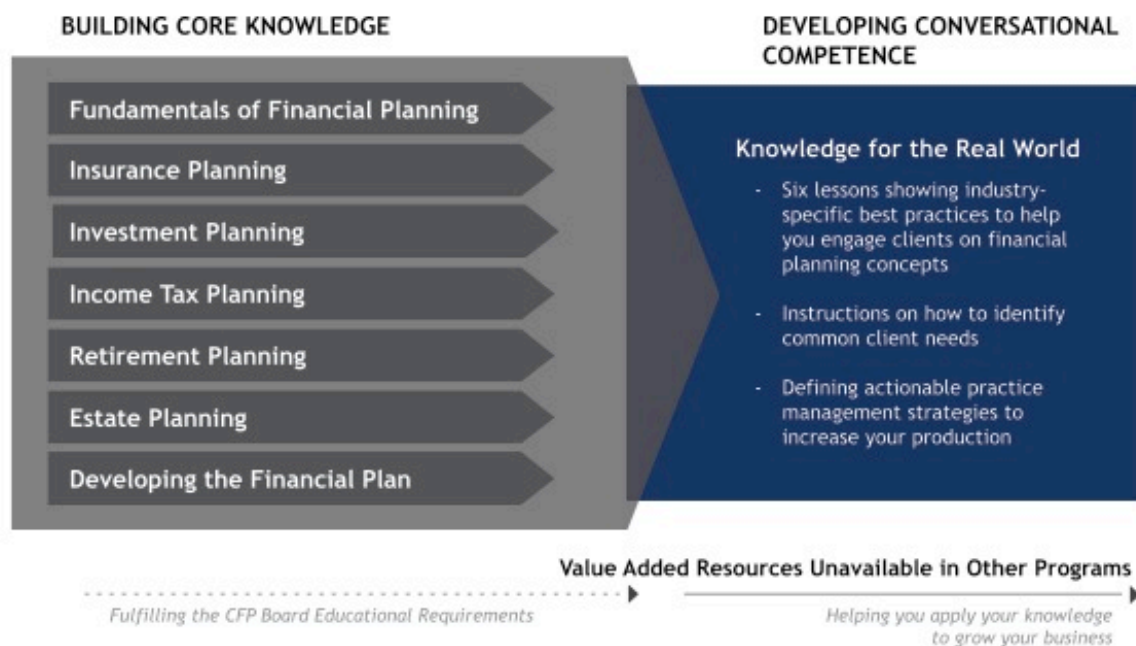 BUILDING CORE KNOWLEDGE
Fundamentals of Financial Planning
Insurance Planning
Investment Planning
Income Tax Planning
Retirement Planning
Estate Planning
Developing the Financial Plan
DEVELOPING CONVERSATIONAL
COMPETENCE
Knowledge for the Real World
- Six lessons showing industry-
specific best practices to help
you engage clients on financial
planning concepts
- Instructions on how to identify
common client needs
- Defining actionable practice
management strategies to
increase your production
Value Added Resources Unavailable in Other Programs
Fulfilling the CFP Board Educational Requirements
Helping you apply your knowledge
to grow your business